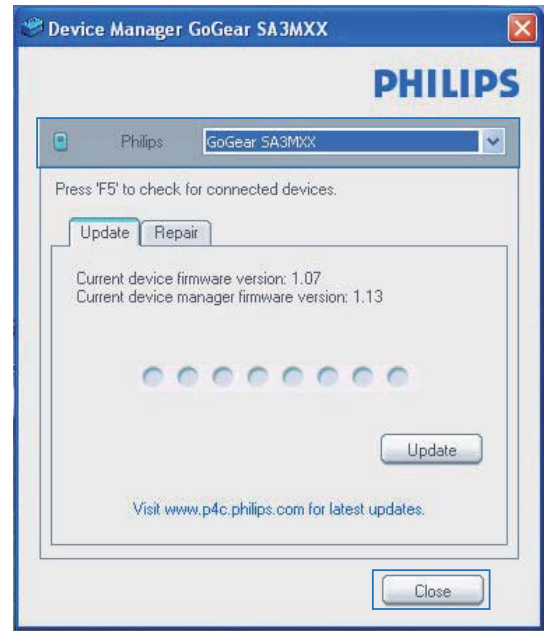 Device Manager GoGear SA3MXX
PHILIPS
Philips GoGear SA3MXX
Press 'F5' to check for connected devices.
Update Repair
Current device firmware version: 1.07
Current device manager firmware version: 1.13
Update
Visit www.p4c.philips.com for latest updates.
Close